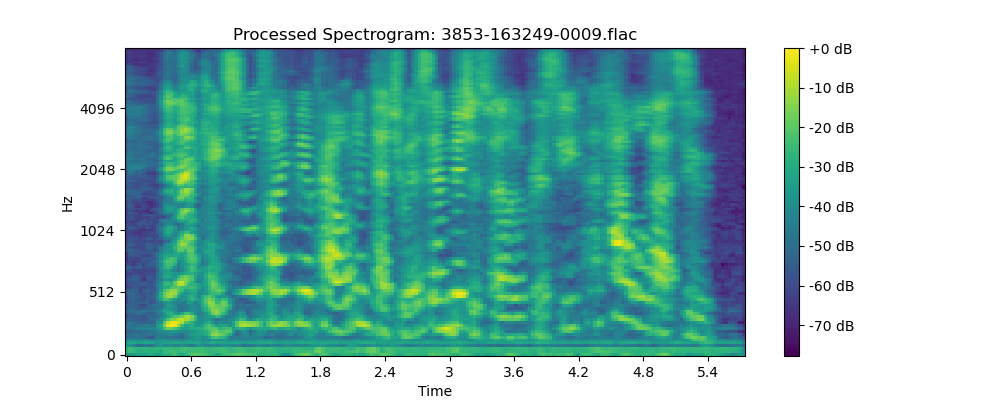 Processed Spectrogram: 3853-163249-0009.flac
+0 dB
-10 dB
-20 dB
-30 dB
-40 dB
-50 dB
-60 dB
-70 dB
Hz
4096
2048
1024
512
0
0 0.6 1.2 1.8 2.4 3 3.6 4.2 4.8 5.4
Time